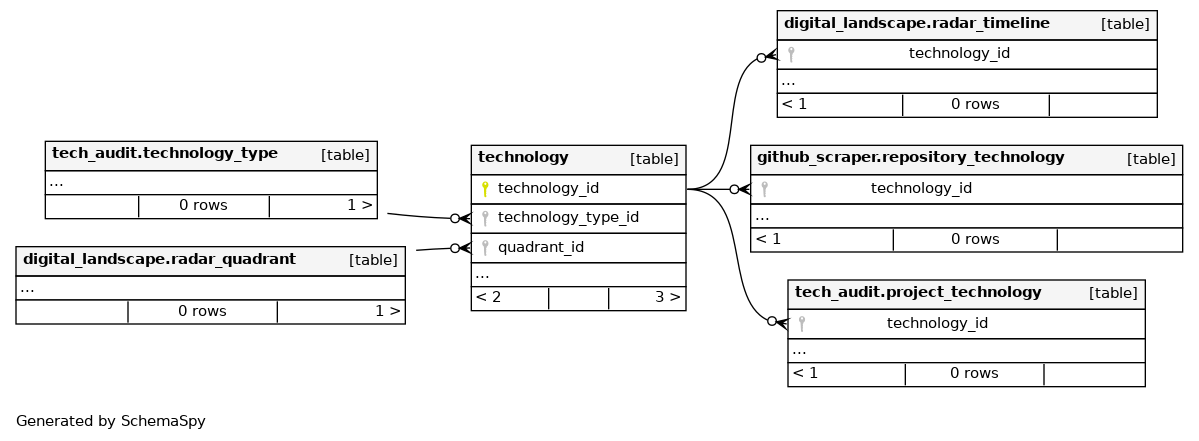 digital_landscape.radar_timeline [table]
technology_id
...
< 1 0 rows
tech_audit.technology_type [table]
...
0 rows 1 >
technology [table]
technology_id
technology_type_id
quadrant_id
...
< 2 3 >
github_scraper.repository_technology [table]
technology_id
...
< 1 0 rows
digital_landscape.radar_quadrant [table]
...
0 rows 1 >
tech_audit.project_technology [table]
technology_id
...
< 1 0 rows
Generated by SchemaSpy